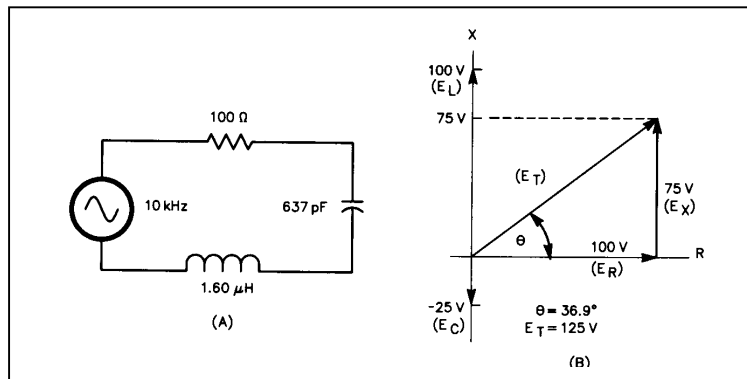 100 Ω
10 kHz
637 pF
1.60 μH
(A)
X
100 V
(E_L)
75 V
(E_T)
75 V
(E_X)
θ
100 V
(E_R)
R
-25 V
(E_C)
θ = 36.9°
E_T = 125 V
(B)